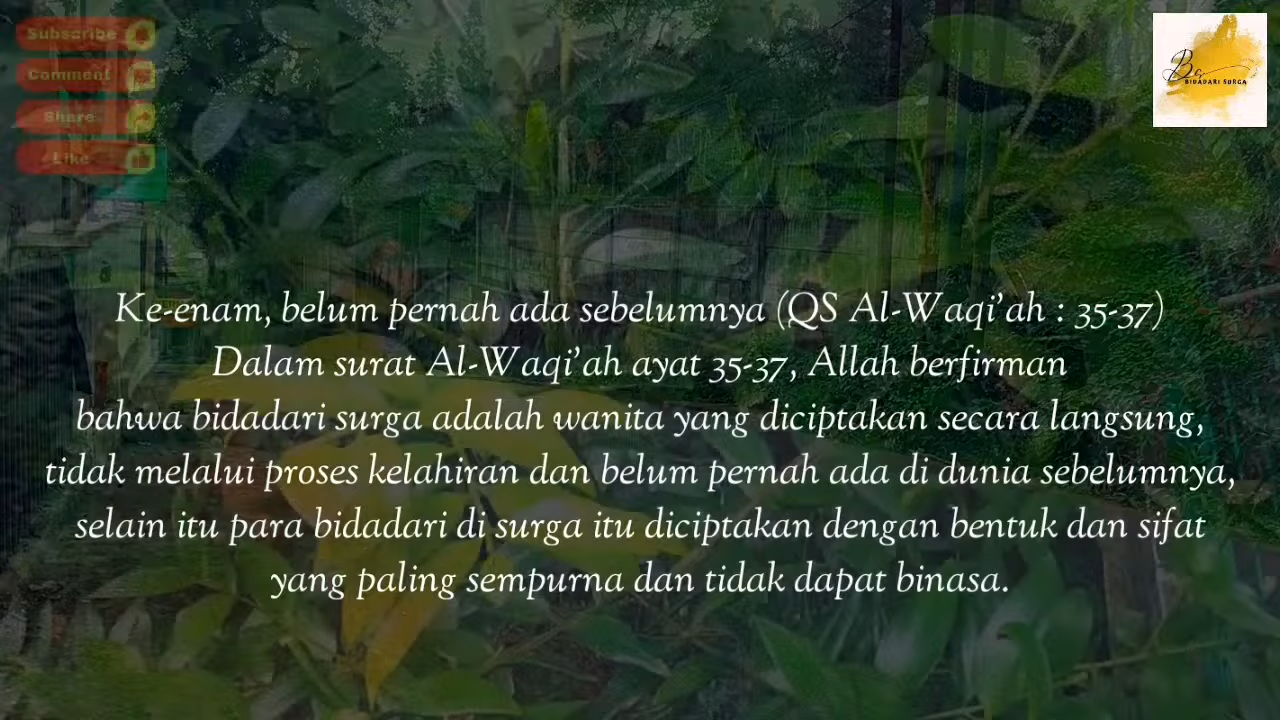 Subscribe
Comment
Share
Like
Bs
BIDADARI SURGA
Ke-enam, belum pernah ada sebelumnya (QS Al-Waqi'ah : 35-37)
Dalam surat Al-Waqi'ah ayat 35-37, Allah berfirman
bahwa bidadari surga adalah wanita yang diciptakan secara langsung,
tidak melalui proses kelahiran dan belum pernah ada di dunia sebelumnya,
selain itu para bidadari di surga itu diciptakan dengan bentuk dan sifat
yang paling sempurna dan tidak dapat binasa.